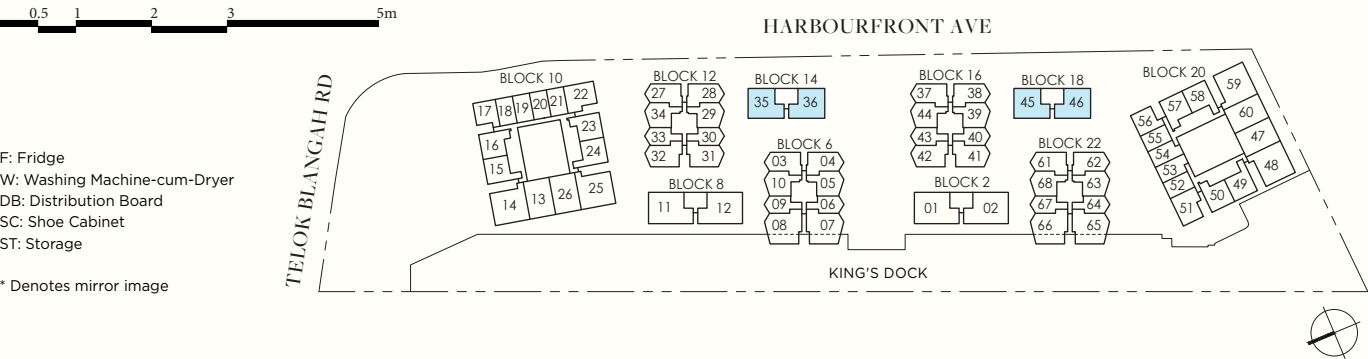 0.5 1 2 3 5m
HARBOURFRONT AVE
TELOK BLANGAH RD
F: Fridge
W: Washing Machine-cum-Dryer
DB: Distribution Board
SC: Shoe Cabinet
ST: Storage
* Denotes mirror image
BLOCK 10
17 18 19 20 21 22
16 23
15 24
14 13 26 25
BLOCK 12
27 28
34 29
33 30
32 31
BLOCK 14
35 36
BLOCK 8
11 12
BLOCK 6
03 04
10 05
09 06
08 07
BLOCK 16
37 38
44 39
43 40
42 41
BLOCK 18
45 46
BLOCK 2
01 02
BLOCK 22
61 62
68 63
67 64
66 65
BLOCK 20
59
58
57
56 60
55
54 47
53
52 48
51 50 49
KING'S DOCK